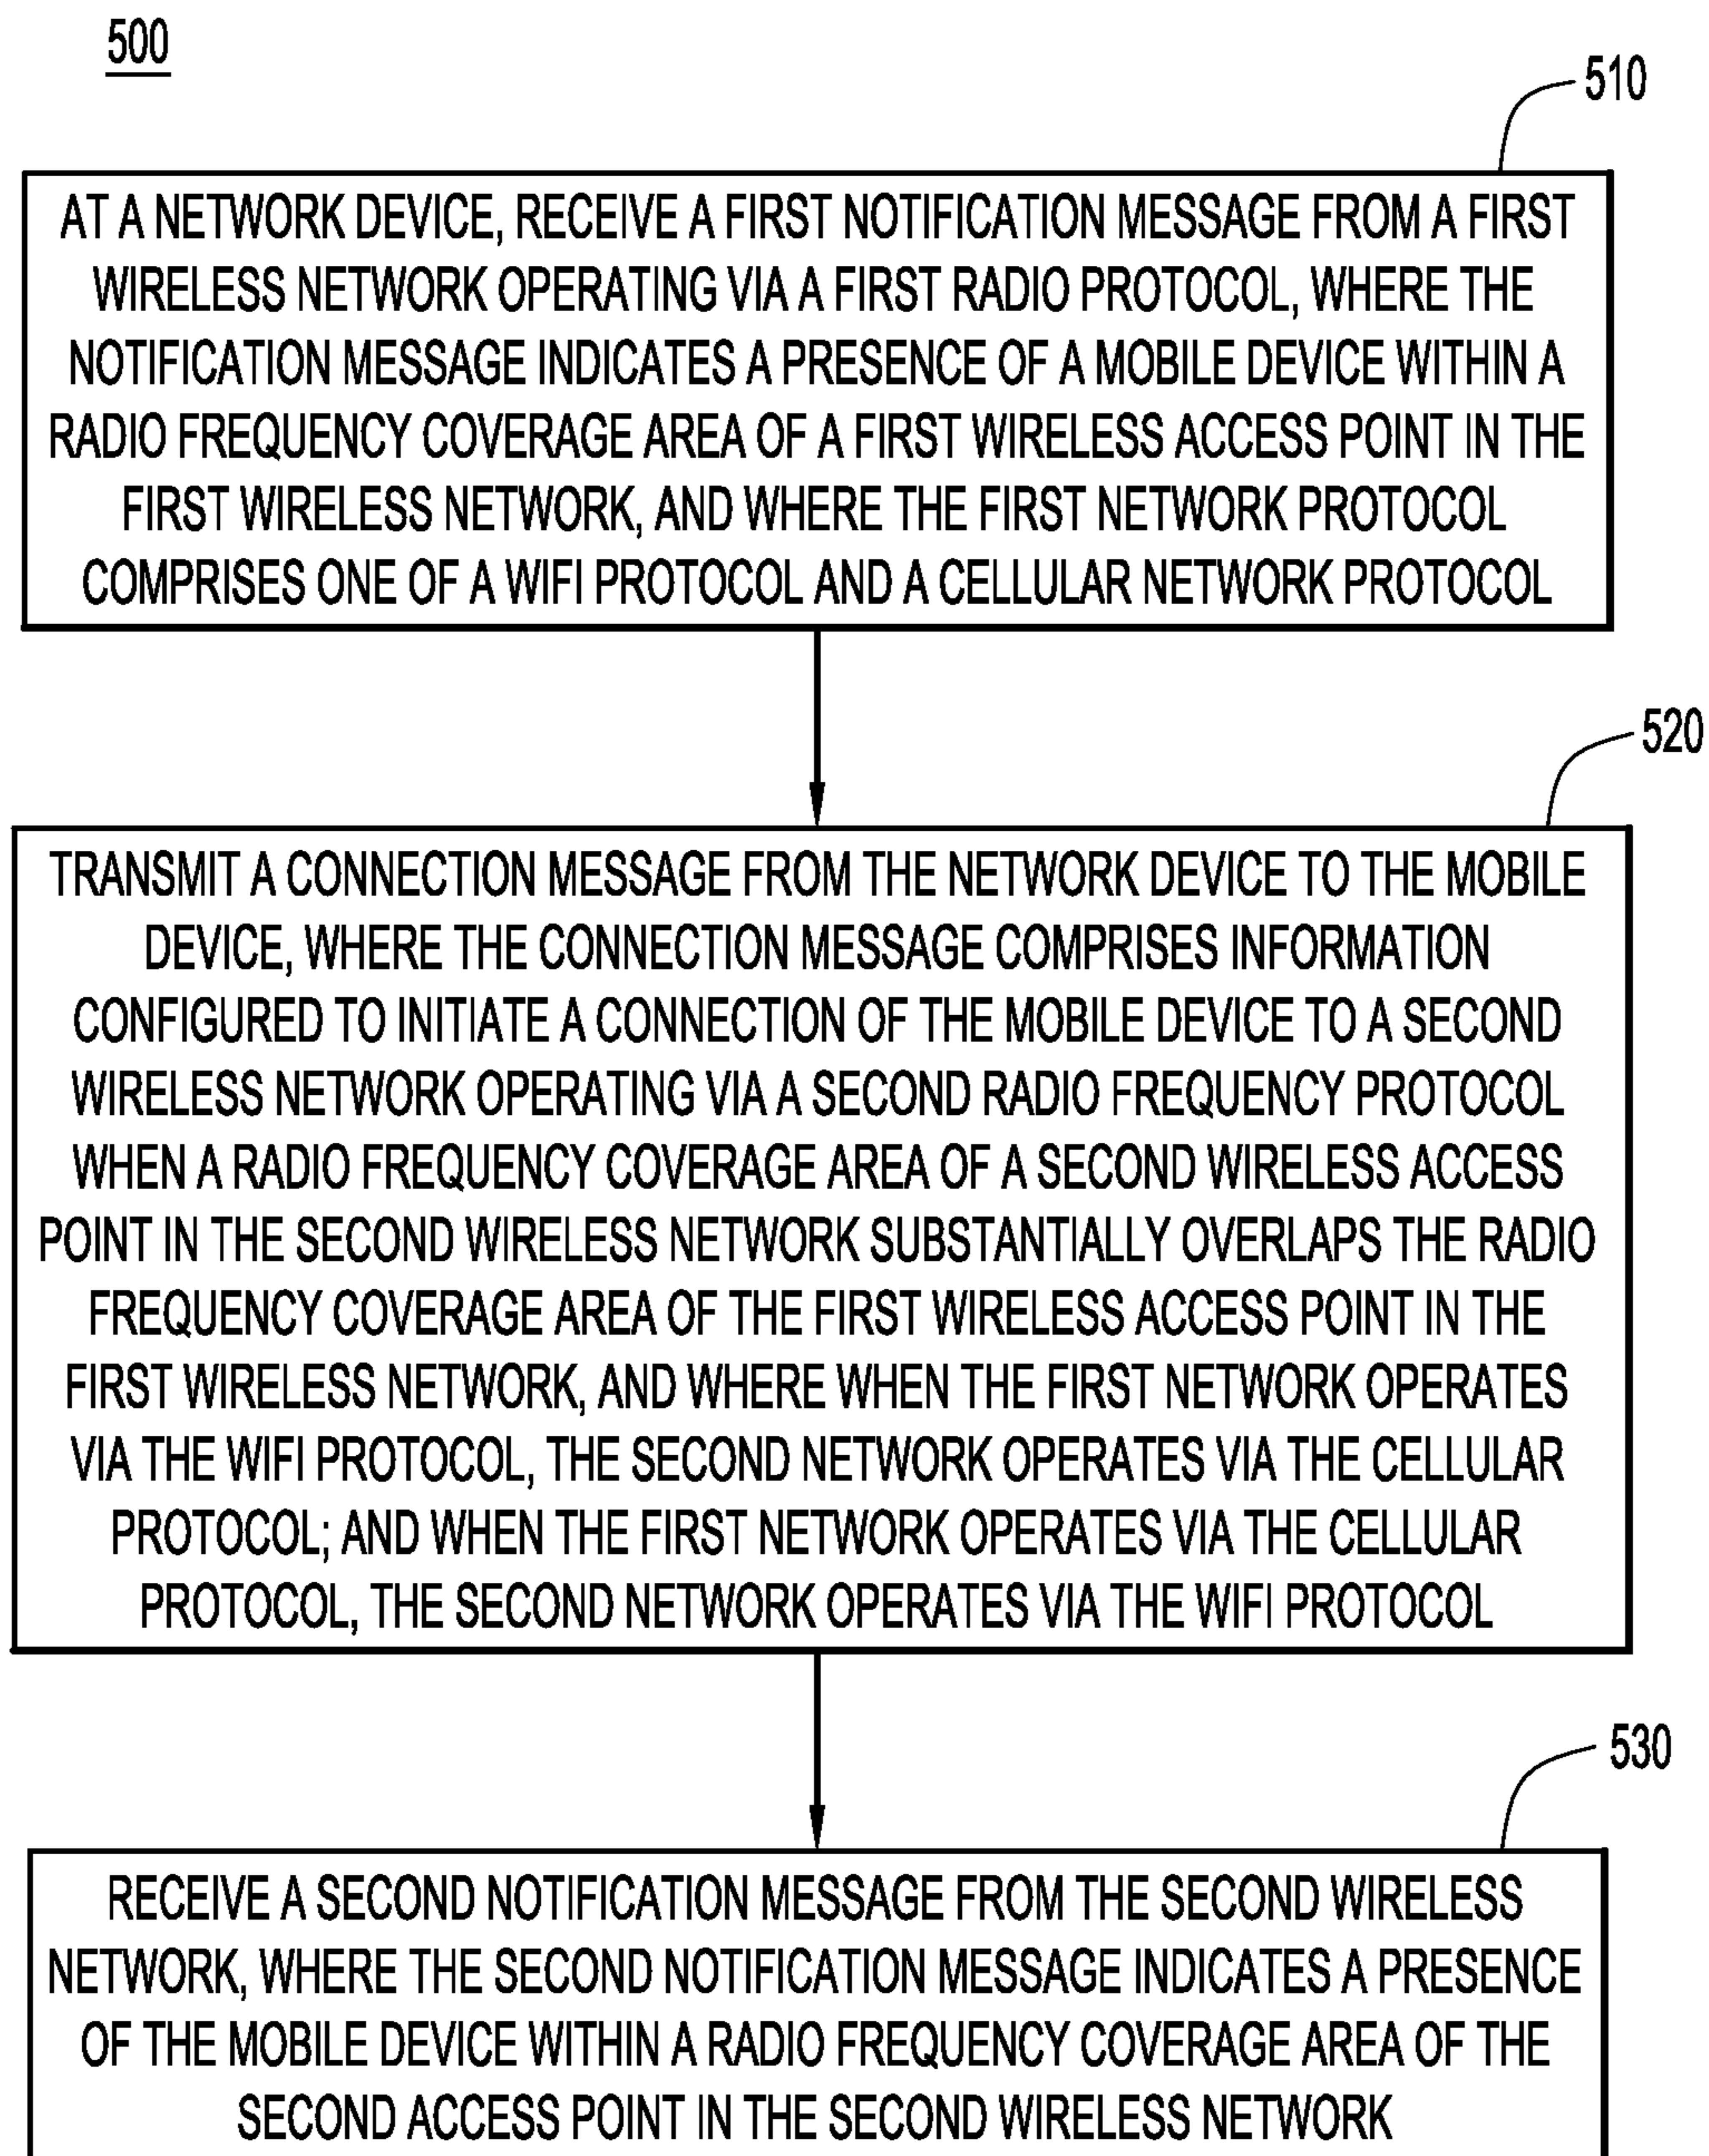 500
510
AT A NETWORK DEVICE, RECEIVE A FIRST NOTIFICATION MESSAGE FROM A FIRST
WIRELESS NETWORK OPERATING VIA A FIRST RADIO PROTOCOL, WHERE THE
NOTIFICATION MESSAGE INDICATES A PRESENCE OF A MOBILE DEVICE WITHIN A
RADIO FREQUENCY COVERAGE AREA OF A FIRST WIRELESS ACCESS POINT IN THE
FIRST WIRELESS NETWORK, AND WHERE THE FIRST NETWORK PROTOCOL
COMPRISES ONE OF A WIFI PROTOCOL AND A CELLULAR NETWORK PROTOCOL
520
TRANSMIT A CONNECTION MESSAGE FROM THE NETWORK DEVICE TO THE MOBILE
DEVICE, WHERE THE CONNECTION MESSAGE COMPRISES INFORMATION
CONFIGURED TO INITIATE A CONNECTION OF THE MOBILE DEVICE TO A SECOND
WIRELESS NETWORK OPERATING VIA A SECOND RADIO FREQUENCY PROTOCOL
WHEN A RADIO FREQUENCY COVERAGE AREA OF A SECOND WIRELESS ACCESS
POINT IN THE SECOND WIRELESS NETWORK SUBSTANTIALLY OVERLAPS THE RADIO
FREQUENCY COVERAGE AREA OF THE FIRST WIRELESS ACCESS POINT IN THE
FIRST WIRELESS NETWORK, AND WHERE WHEN THE FIRST NETWORK OPERATES
VIA THE WIFI PROTOCOL, THE SECOND NETWORK OPERATES VIA THE CELLULAR
PROTOCOL; AND WHEN THE FIRST NETWORK OPERATES VIA THE CELLULAR
PROTOCOL, THE SECOND NETWORK OPERATES VIA THE WIFI PROTOCOL
530
RECEIVE A SECOND NOTIFICATION MESSAGE FROM THE SECOND WIRELESS
NETWORK, WHERE THE SECOND NOTIFICATION MESSAGE INDICATES A PRESENCE
OF THE MOBILE DEVICE WITHIN A RADIO FREQUENCY COVERAGE AREA OF THE
SECOND ACCESS POINT IN THE SECOND WIRELESS NETWORK